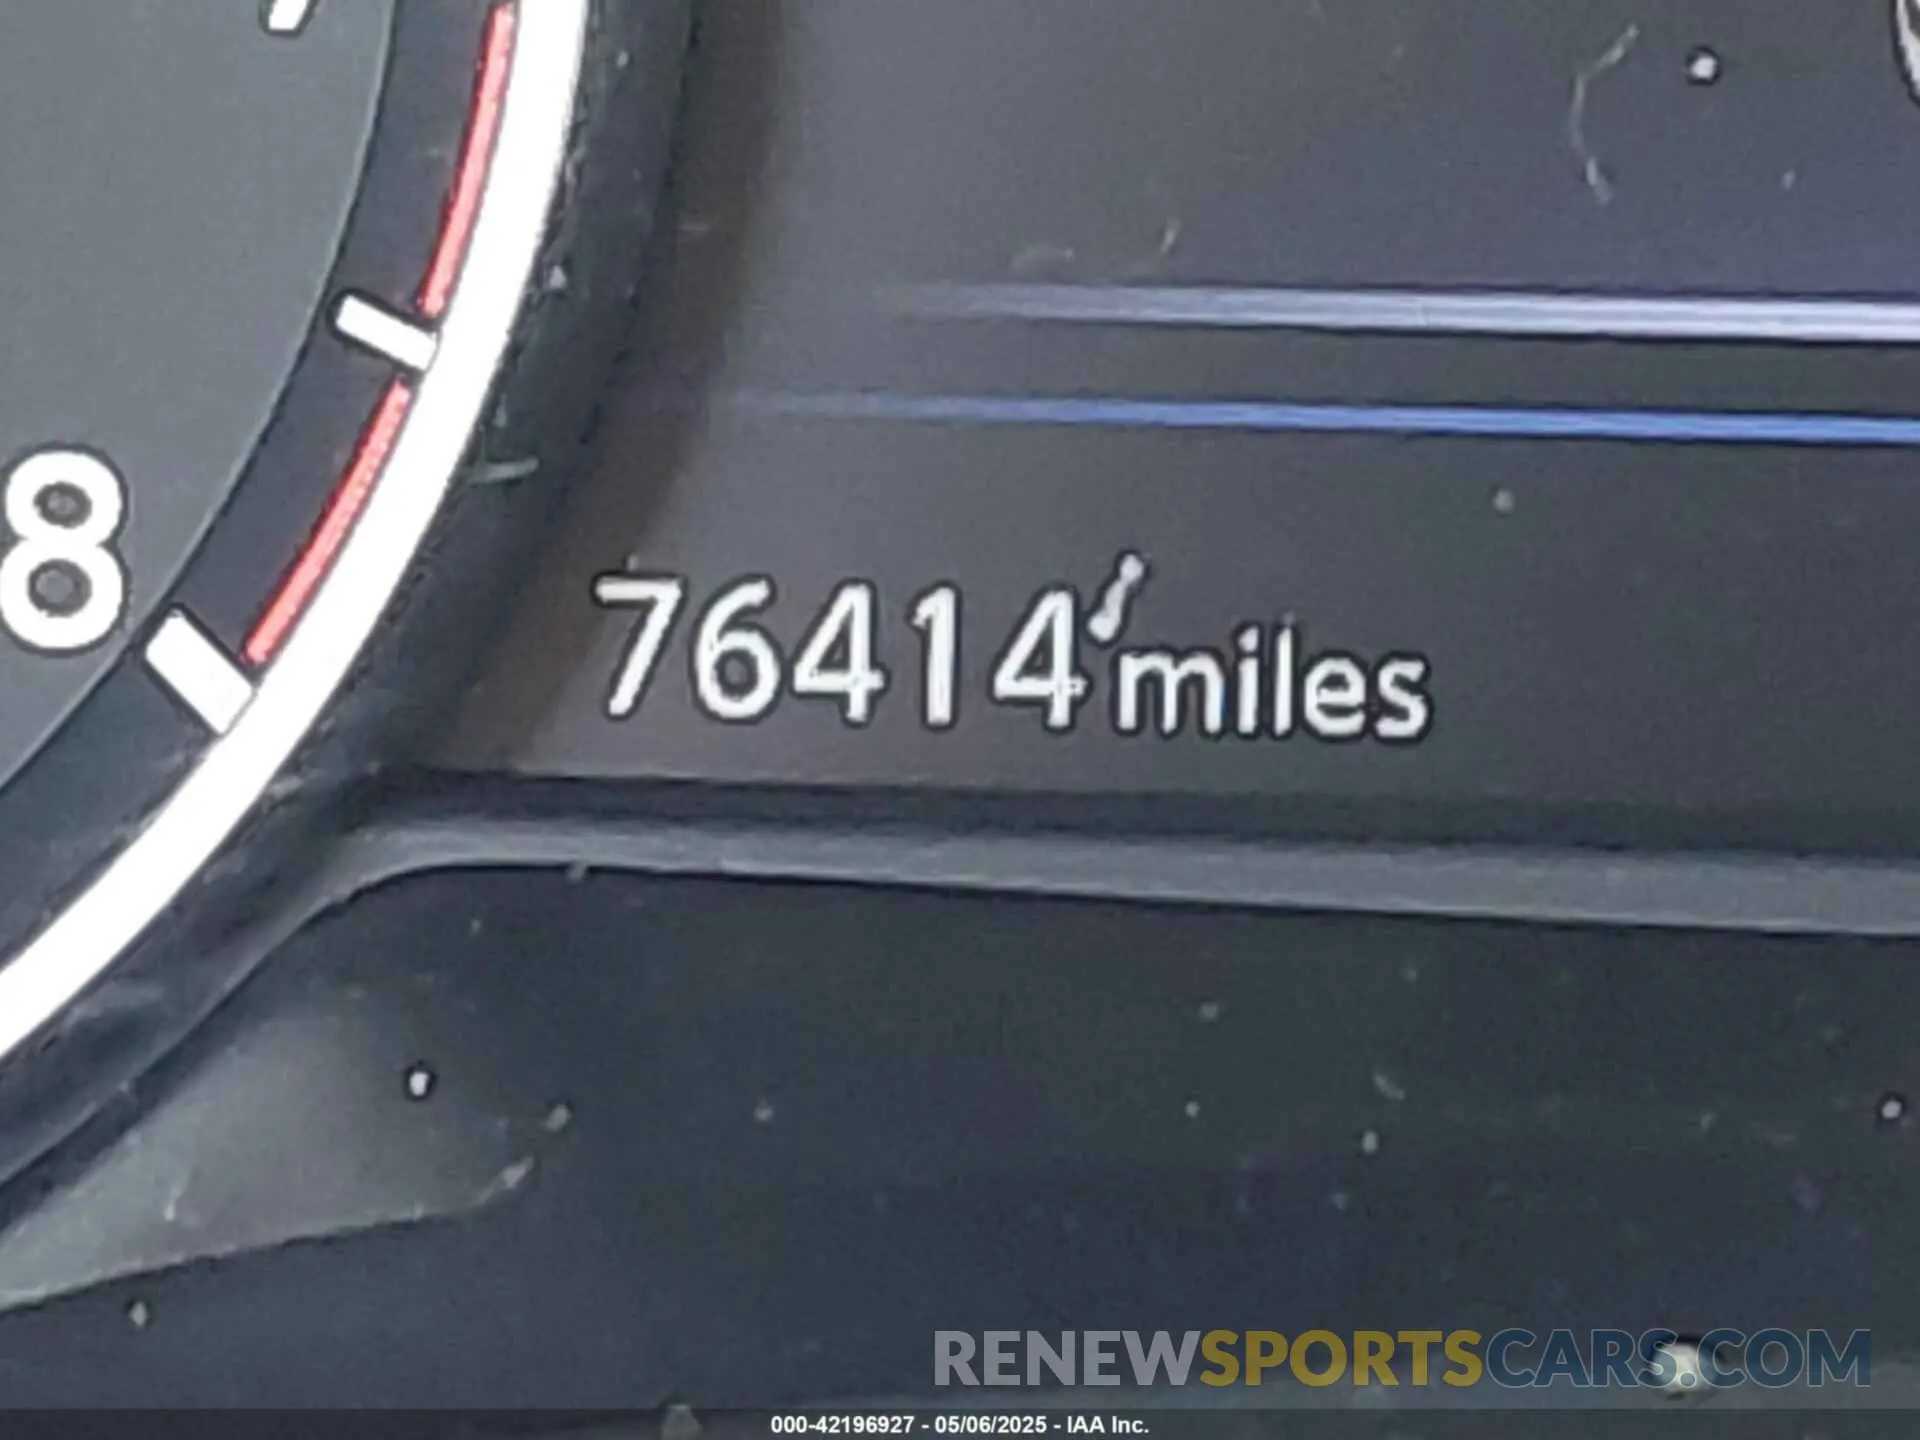 8
76414 miles
RENEWSPORTSCARS.COM
000-42196927 - 05/06/2025 - IAA Inc.